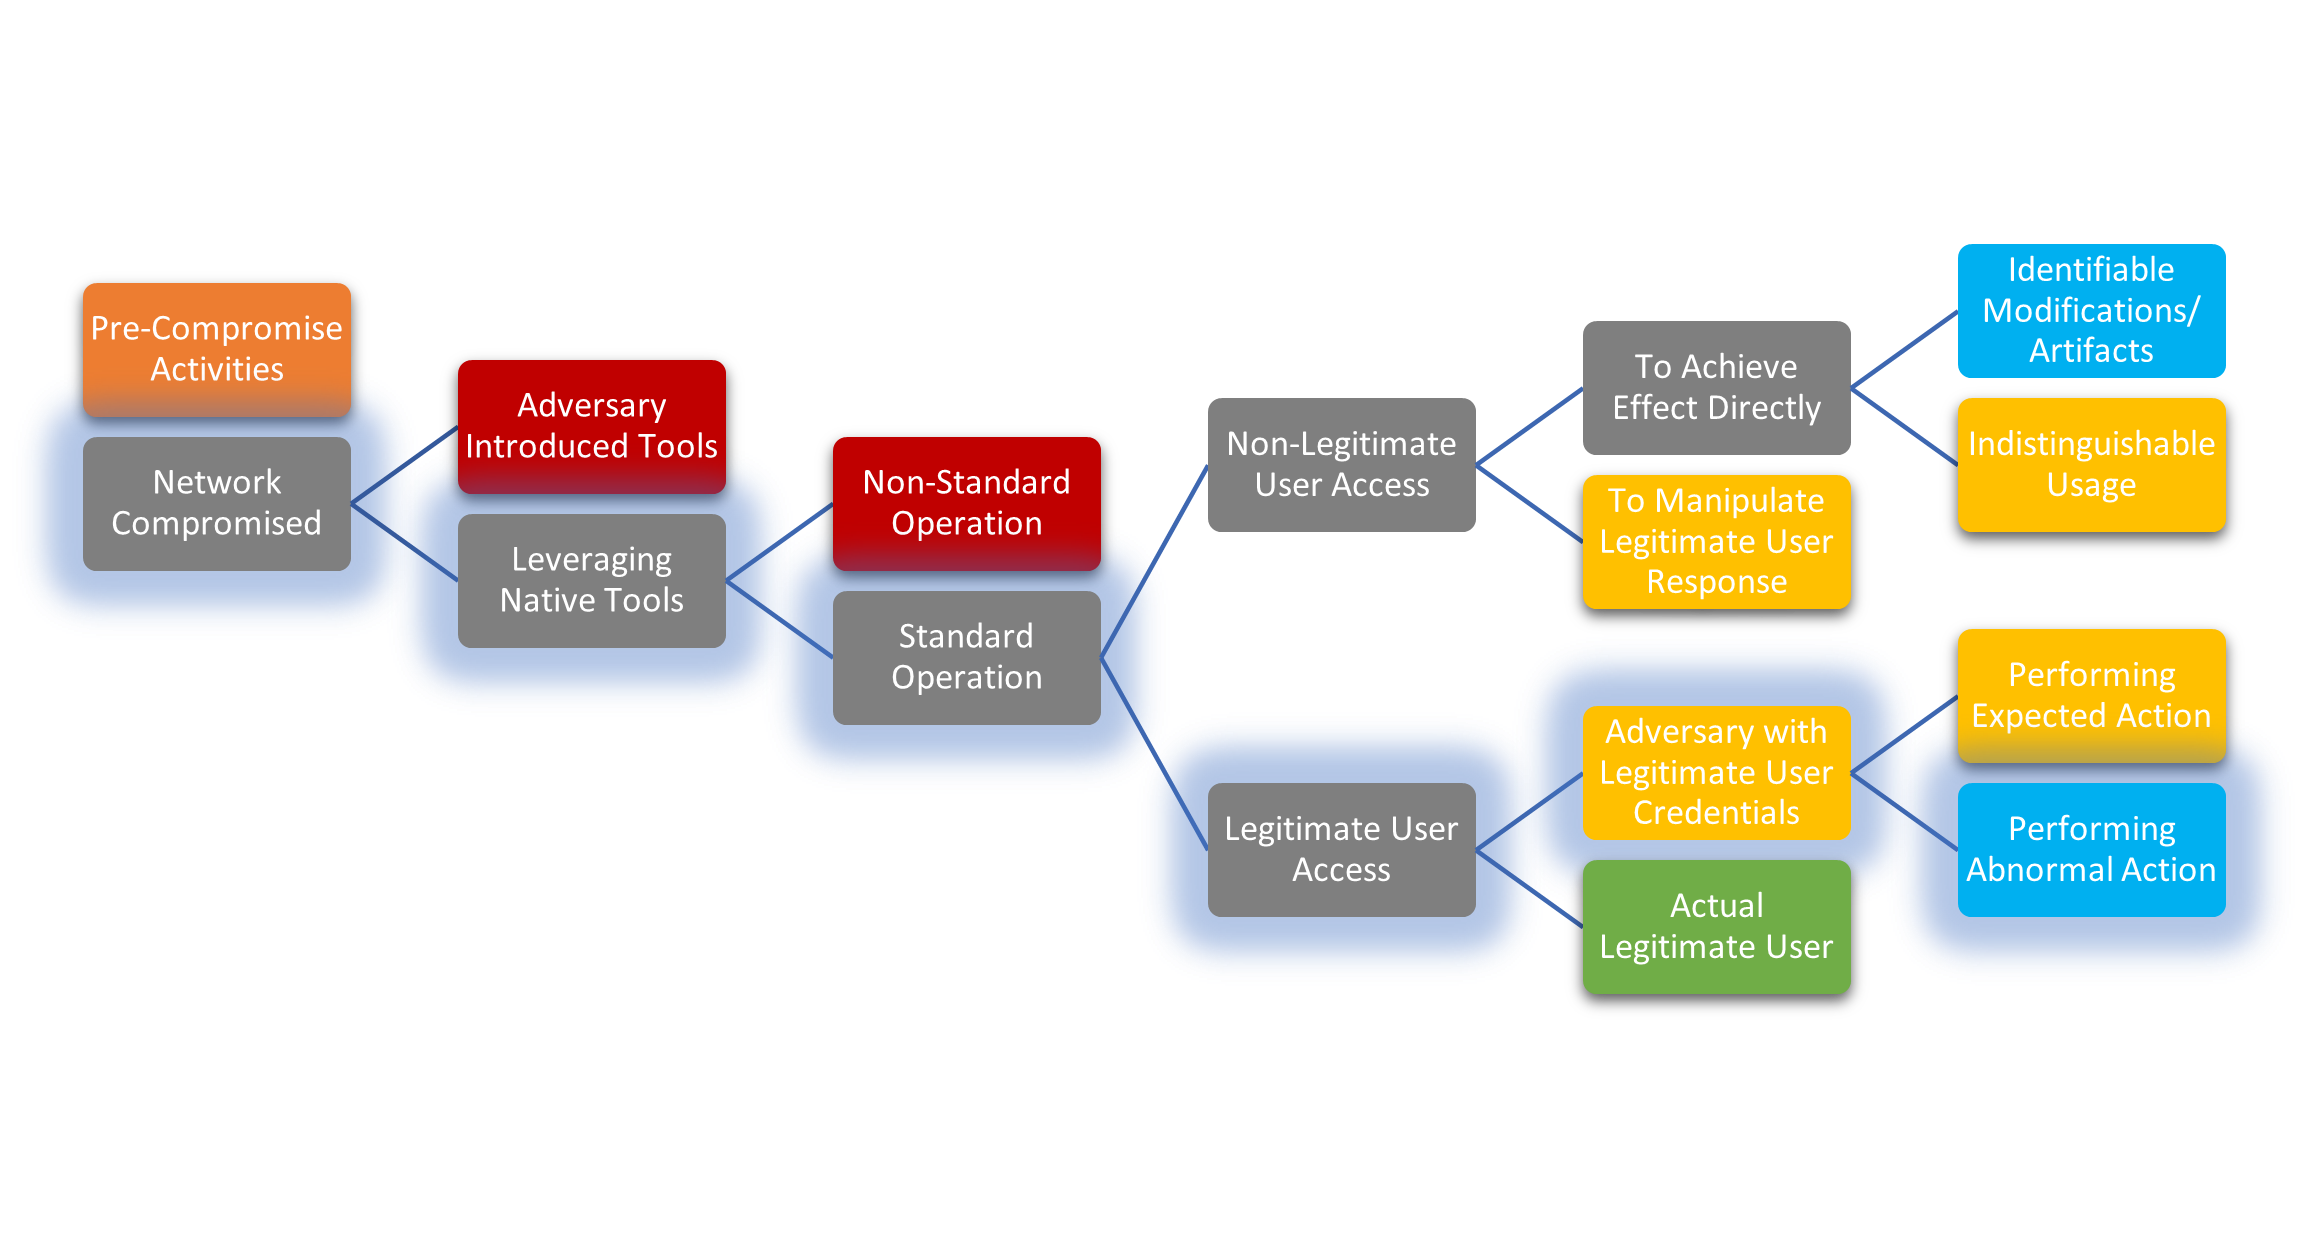 Pre-Compromise
Activities
Network
Compromised
Adversary
Introduced Tools
Leveraging
Native Tools
Non-Standard
Operation
Standard
Operation
Non-Legitimate
User Access
Legitimate User
Access
To Achieve
Effect Directly
To Manipulate
Legitimate User
Response
Adversary with
Legitimate User
Credentials
Actual
Legitimate User
Identifiable
Modifications/
Artifacts
Indistinguishable
Usage
Performing
Expected Action
Performing
Abnormal Action